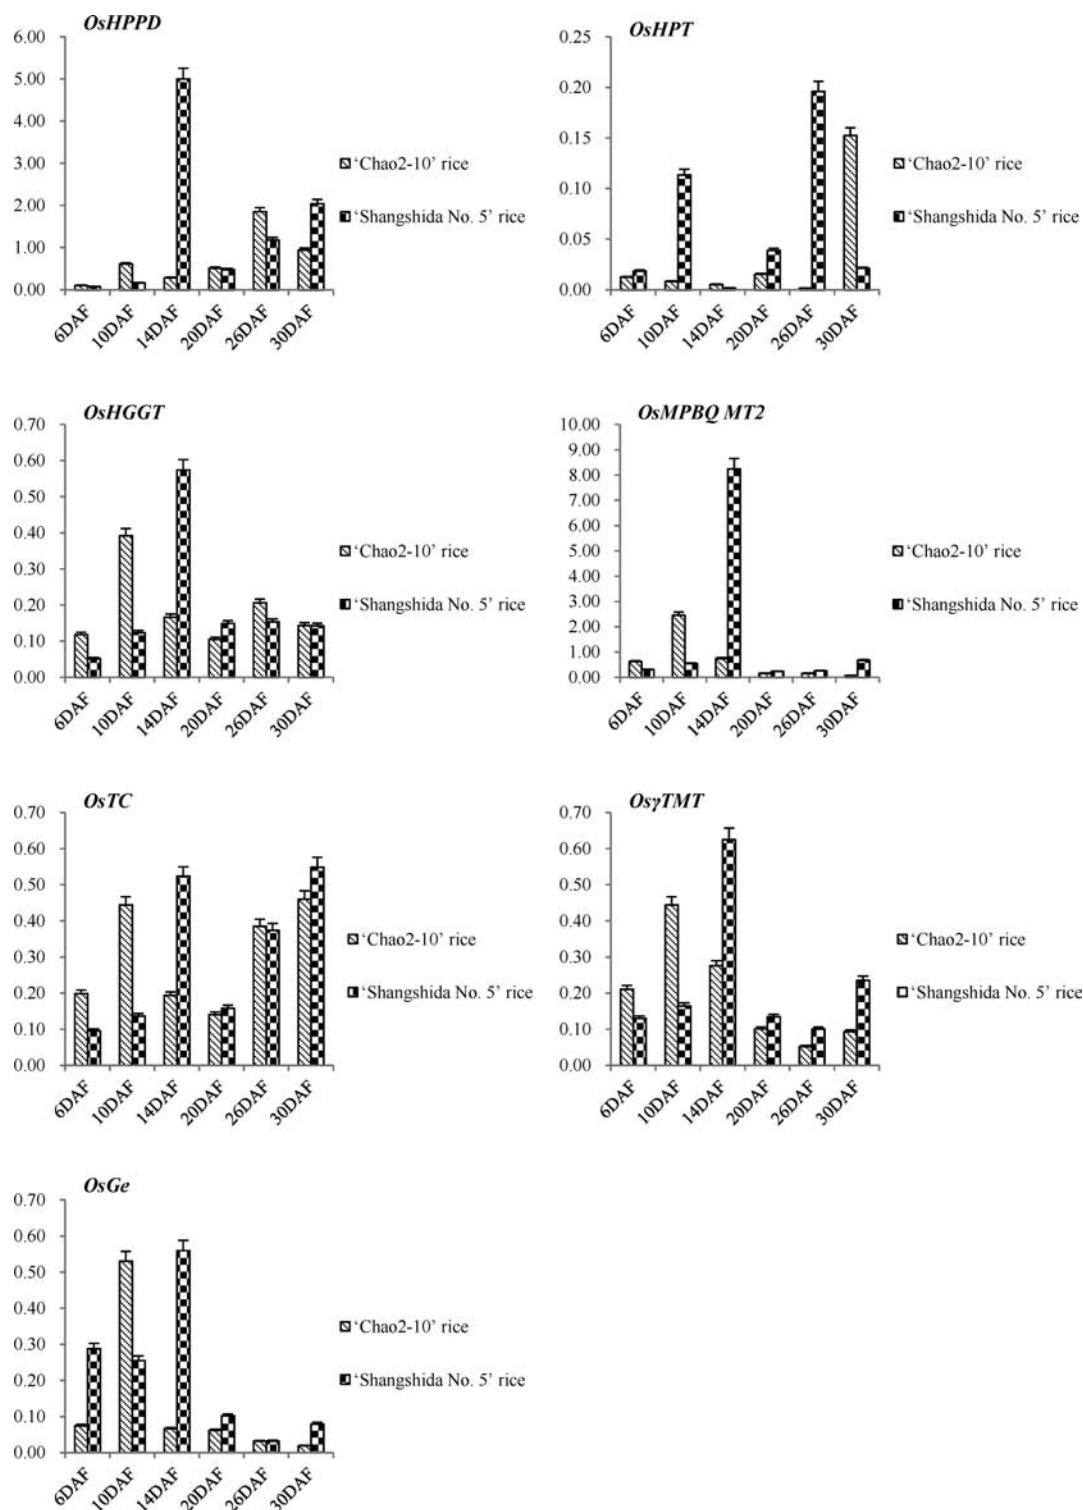 OsHPPD
6.00
5.00
4.00
3.00
2.00
1.00
0.00
6DAF
10DAF
14DAF
20DAF
26DAF
30DAF
‘Chao2-10’ rice
‘Shangshida No. 5’ rice
OsHPT
0.25
0.20
0.15
0.10
0.05
0.00
6DAF
10DAF
14DAF
20DAF
26DAF
30DAF
‘Chao2-10’ rice
‘Shangshida No. 5’ rice
OsHGGT
0.70
0.60
0.50
0.40
0.30
0.20
0.10
0.00
6DAF
10DAF
14DAF
20DAF
26DAF
30DAF
‘Chao2-10’ rice
‘Shangshida No. 5’ rice
OsMPBQ MT2
10.00
9.00
8.00
7.00
6.00
5.00
4.00
3.00
2.00
1.00
0.00
6DAF
10DAF
14DAF
20DAF
26DAF
30DAF
‘Chao2-10’ rice
‘Shangshida No. 5’ rice
OsTC
0.70
0.60
0.50
0.40
0.30
0.20
0.10
0.00
6DAF
10DAF
14DAF
20DAF
26DAF
30DAF
‘Chao2-10’ rice
‘Shangshida No. 5’ rice
OsγTMT
0.70
0.60
0.50
0.40
0.30
0.20
0.10
0.00
6DAF
10DAF
14DAF
20DAF
26DAF
30DAF
‘Chao2-10’ rice
‘Shangshida No. 5’ rice
OsGe
0.70
0.60
0.50
0.40
0.30
0.20
0.10
0.00
6DAF
10DAF
14DAF
20DAF
26DAF
30DAF
‘Chao2-10’ rice
‘Shangshida No. 5’ rice